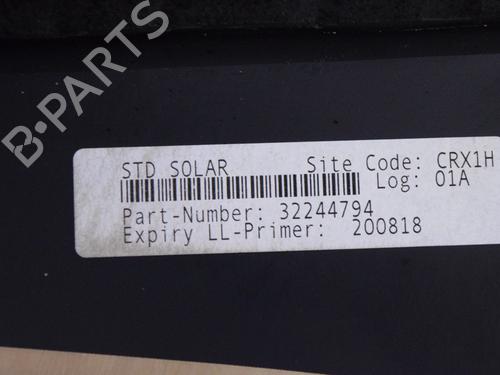 B-PARTS
STD SOLAR Site Code: CRX1H
Log: 01A
Part-Number: 32244794
Expiry LL-Primer: 200818